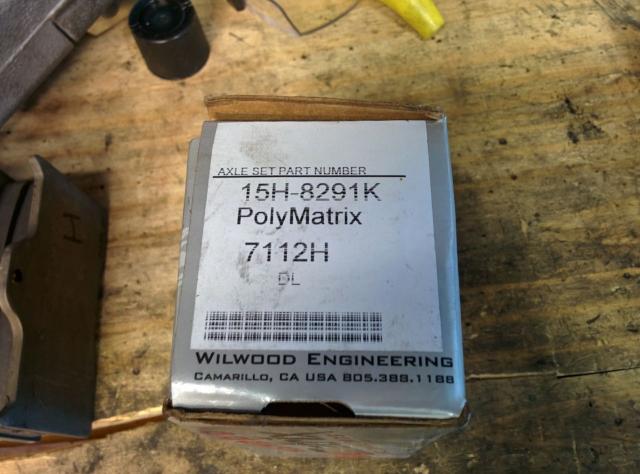 AXLE SET PART NUMBER
15H-8291K
PolyMatrix
7112H
DL
WILWOOD ENGINEERING
CAMARILLO, CA USA 805.388.1188
H